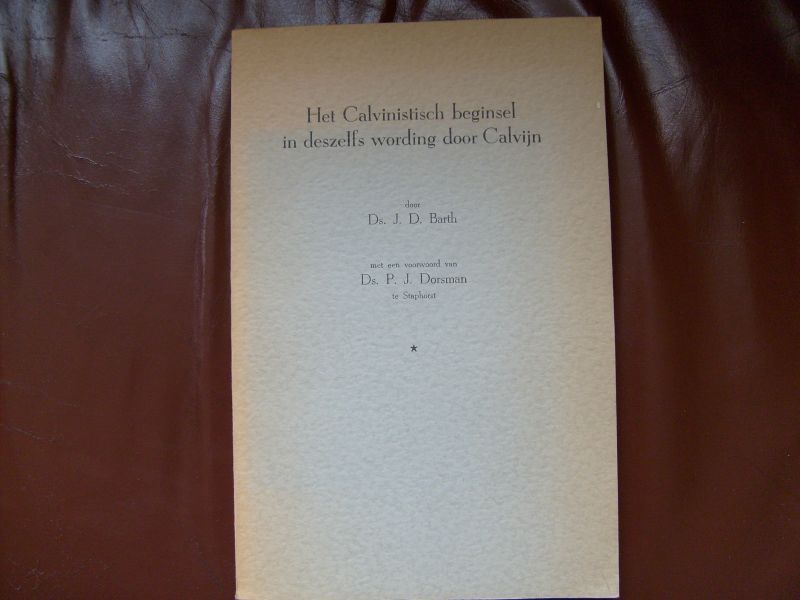 Het Calvinistisch beginsel
in deszelfs wording door Calvijn
door
Ds. J. D. Barth
met een voorwoord van
Ds. P. J. Dorsman
te Staphorst